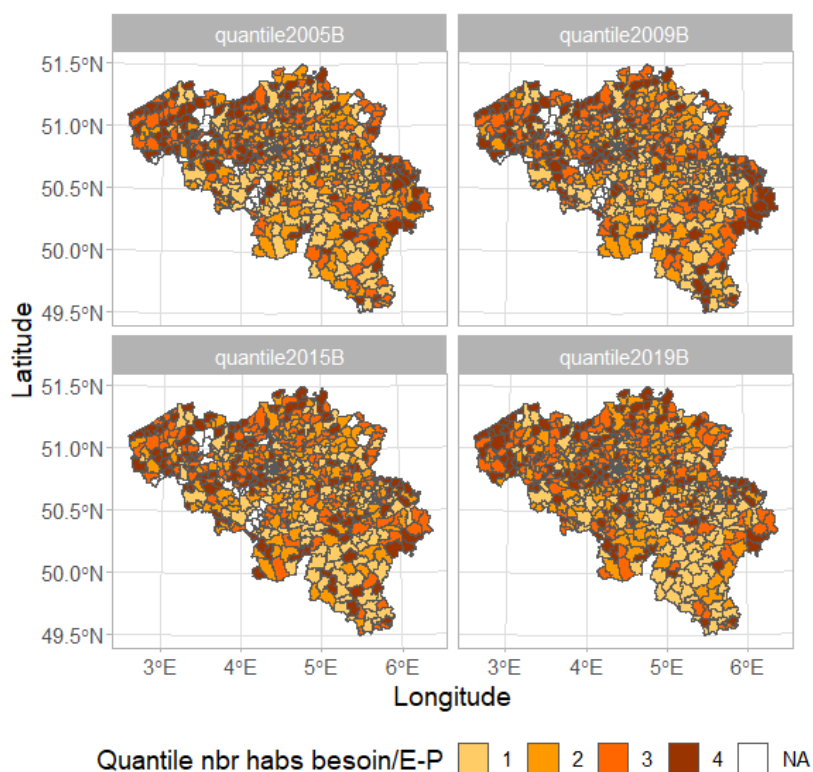 quantile2005B quantile2009B
51.5°N
51.0°N
50.5°N
50.0°N
49.5°N
quantile2015B quantile2019B
51.5°N
51.0°N
50.5°N
50.0°N
49.5°N
Latitude
3°E 4°E 5°E 6°E 3°E 4°E 5°E 6°E
Longitude
Quantile nbr habs besoin/E-P 1 2 3 4 NA